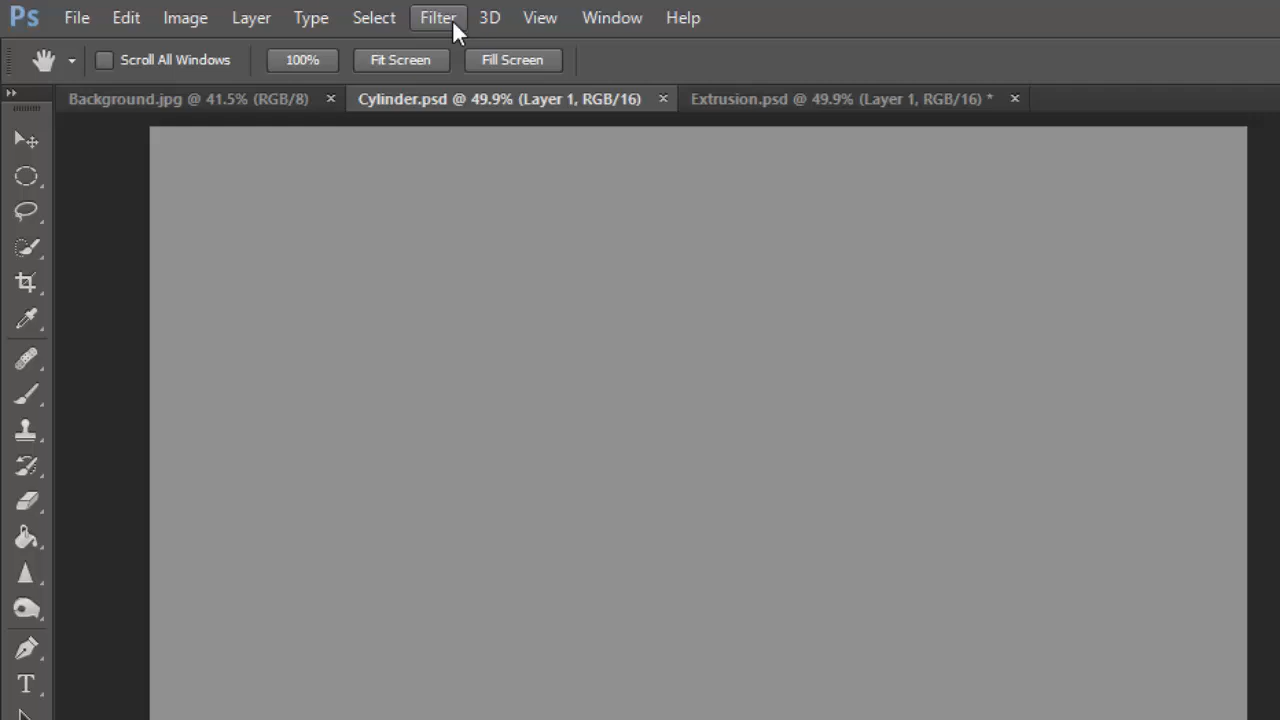 Ps File Edit Image Layer Type Select Filter 3D View Window Help
Scroll All Windows 100% Fit Screen Fill Screen
Background.jpg @ 41.5% (RGB/8) × Cylinder.psd @ 49.9% (Layer 1, RGB/16) × Extrusion.psd @ 49.9% (Layer 1, RGB/16) * ×
T